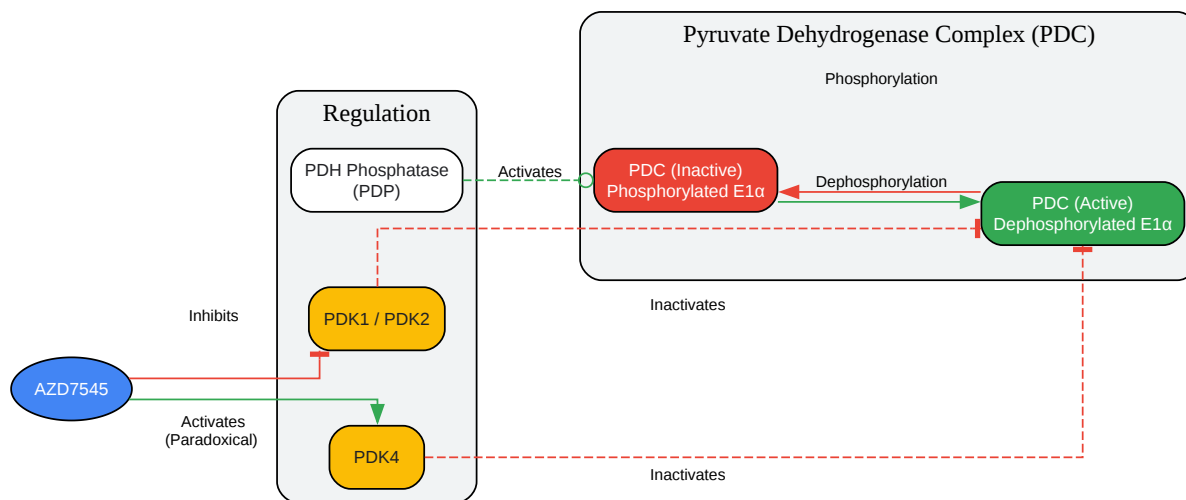 Pyruvate Dehydrogenase Complex (PDC)
Phosphorylation
Regulation
PDH Phosphatase
(PDP)
Activates
PDC (Inactive)
Phosphorylated E1α
Dephosphorylation
PDC (Active)
Dephosphorylated E1α
Inhibits
PDK1 / PDK2
Inactivates
AZD7545
Activates
(Paradoxical)
PDK4
Inactivates